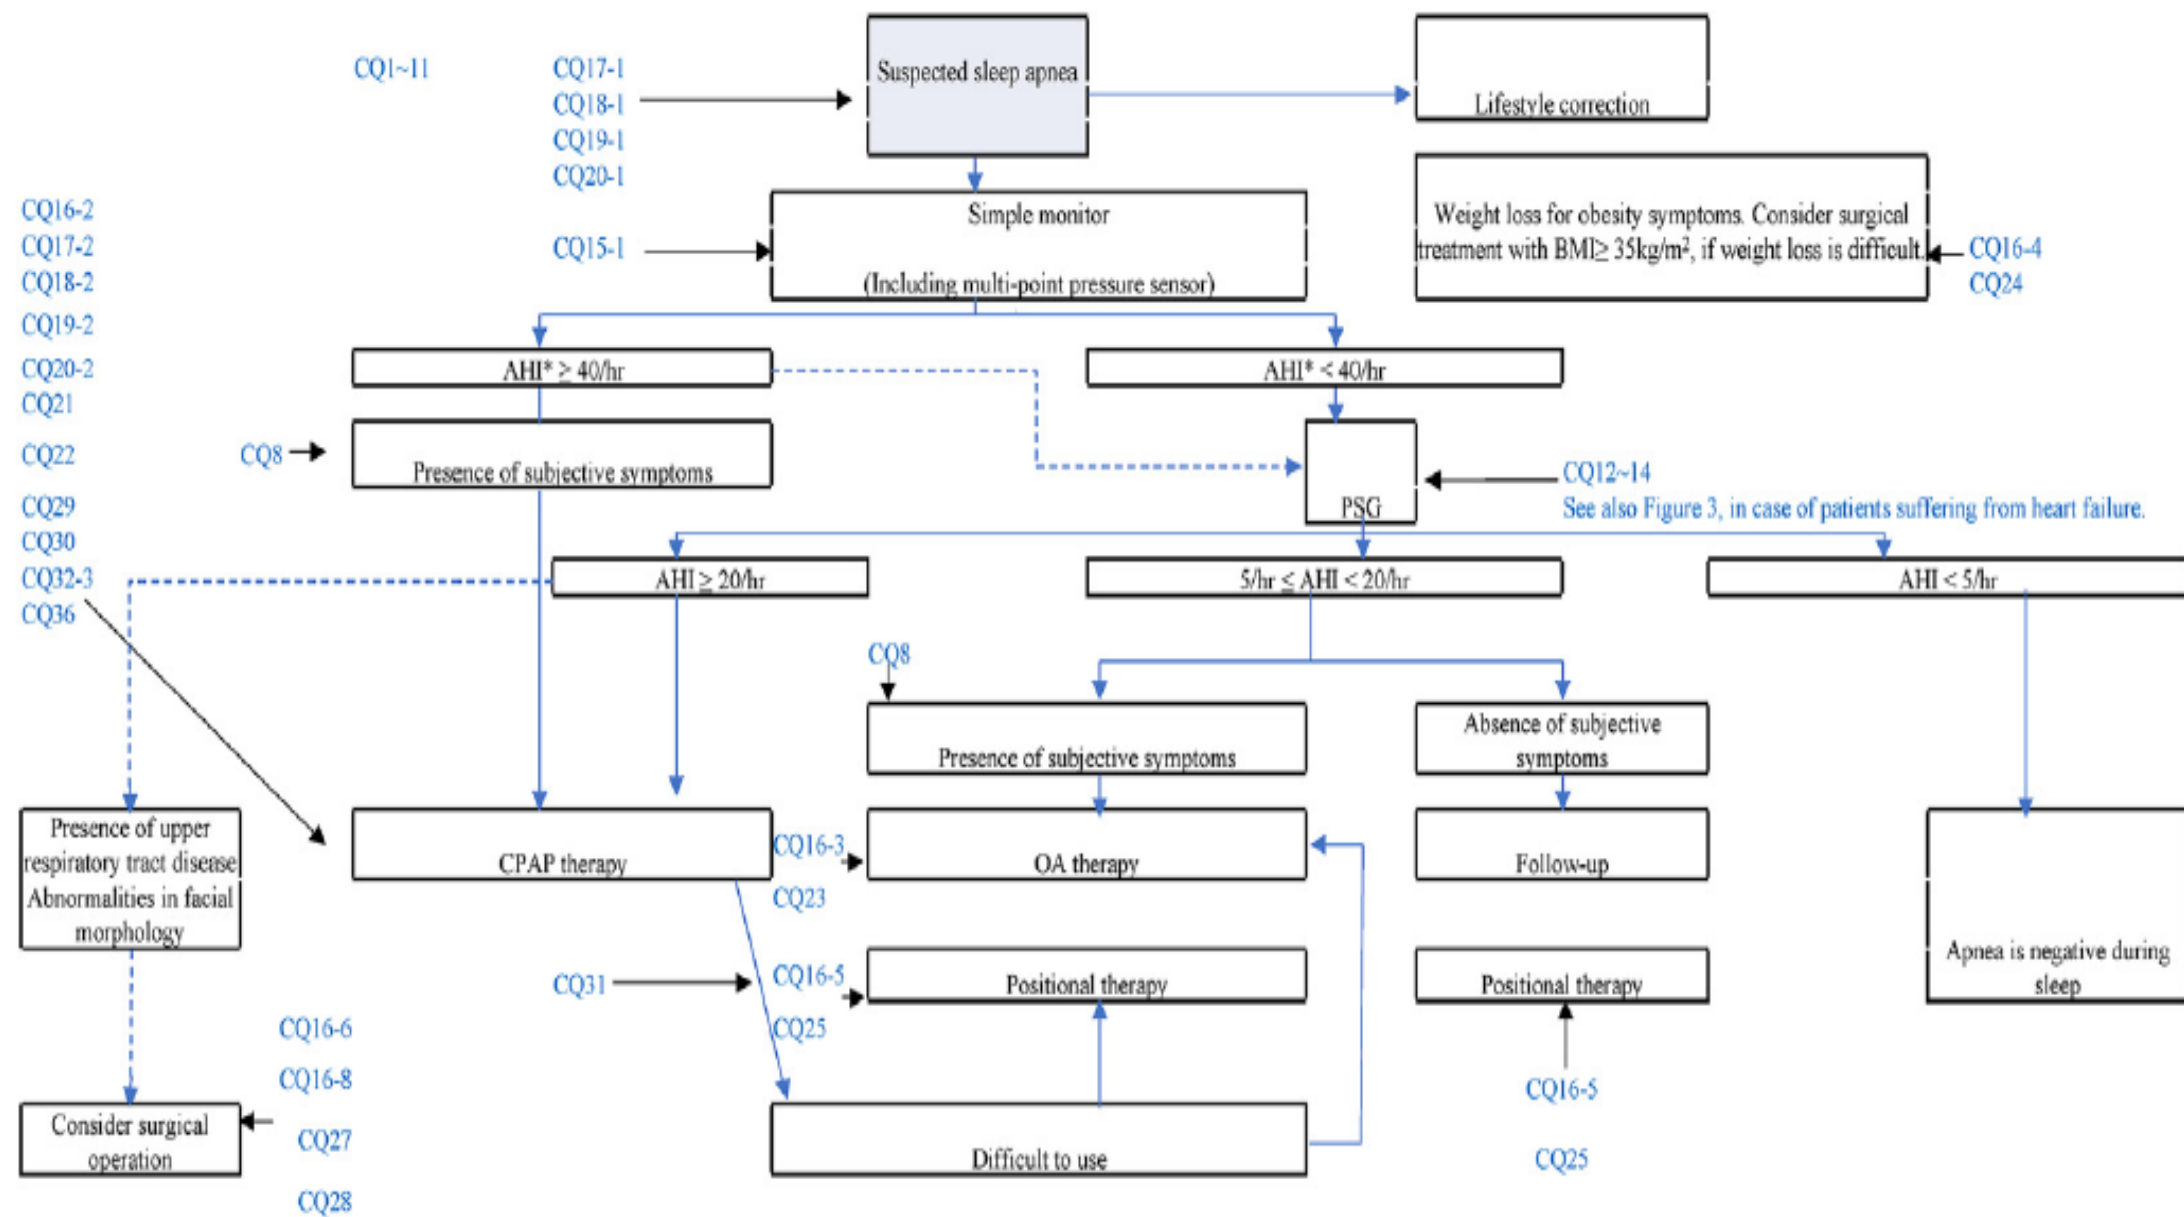 Suspected sleep apnea
CQ1~11
CQ17-1
CQ18-1
CQ19-1
CQ20-1
Lifestyle correction
Simple monitor
(Including multi-point pressure sensor)
CQ15-1
Weight loss for obesity symptoms. Consider surgical
treatment with BMI≥ 35kg/m², if weight loss is difficult.
CQ16-4
CQ24
CQ16-2
CQ17-2
CQ18-2
CQ19-2
CQ20-2
CQ21
CQ22
CQ29
CQ30
CQ32-3
CQ36
AHI* ≥ 40/hr
AHI* < 40/hr
CQ8
Presence of subjective symptoms
PSG
CQ12~14
See also Figure 3, in case of patients suffering from heart failure.
AHI ≥ 20/hr
5/hr ≤ AHI < 20/hr
AHI < 5/hr
CQ8
Presence of subjective symptoms
Absence of subjective
symptoms
Presence of upper
respiratory tract disease
Abnormalities in facial
morphology
CPAP therapy
CQ16-3
CQ23
OA therapy
Follow-up
Apnea is negative during
sleep
CQ31
CQ16-5
CQ25
Positional therapy
Positional therapy
CQ16-5
CQ25
CQ16-6
CQ16-8
CQ27
CQ28
Consider surgical
operation
Difficult to use